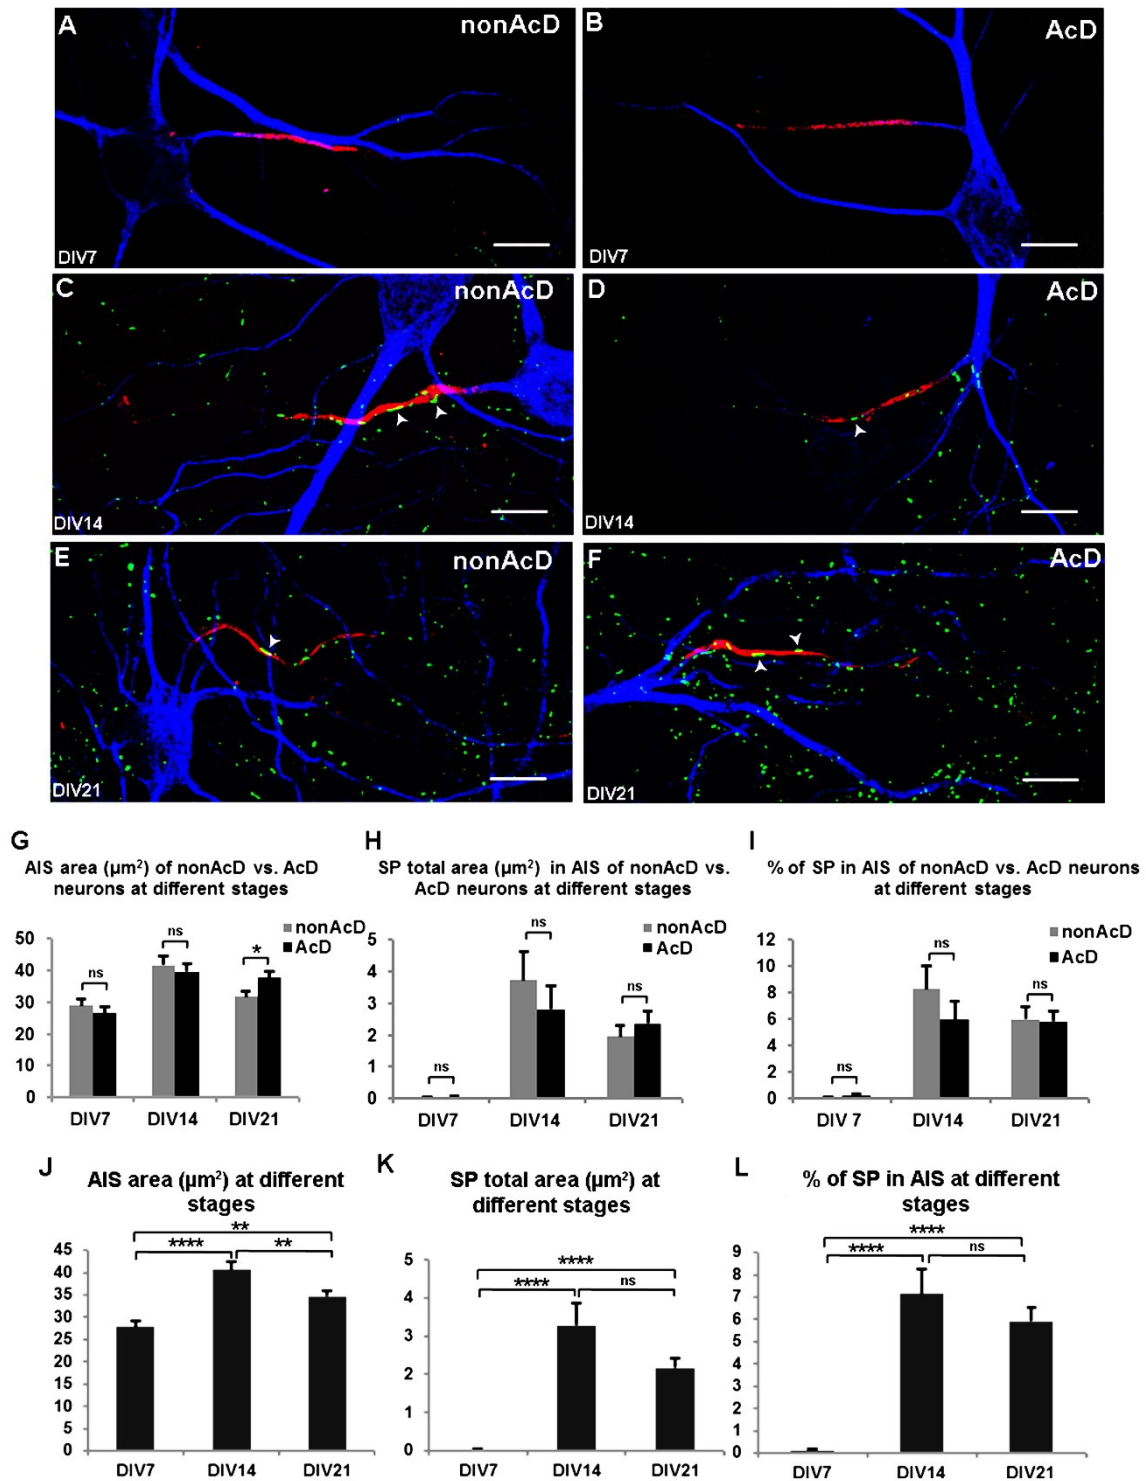 A nonAcD
B AcD
DIV7
DIV7
C nonAcD
D AcD
DIV14
DIV14
E nonAcD
F AcD
DIV21
DIV21
G
AIS area (µm²) of nonAcD vs. AcD
neurons at different stages
nonAcD
AcD
50
40
30
20
10
0
ns
ns
*
DIV7 DIV14 DIV21
H
SP total area (µm²) in AIS of nonAcD vs.
AcD neurons at different stages
nonAcD
AcD
5
4
3
2
1
0
ns
ns
ns
DIV7 DIV14 DIV21
I
% of SP in AIS of nonAcD vs. AcD neurons
at different stages
nonAcD
AcD
12
10
8
6
4
2
0
ns
ns
ns
DIV 7 DIV14 DIV21
J
AIS area (µm²) at different
stages
**
**** **
45
40
35
30
25
20
15
10
5
0
DIV7 DIV14 DIV21
K
SP total area (µm²) at
different stages
****
**** ns
5
4
3
2
1
0
DIV7 DIV14 DIV21
L
% of SP in AIS at different
stages
****
**** ns
9
8
7
6
5
4
3
2
1
0
DIV7 DIV14 DIV21